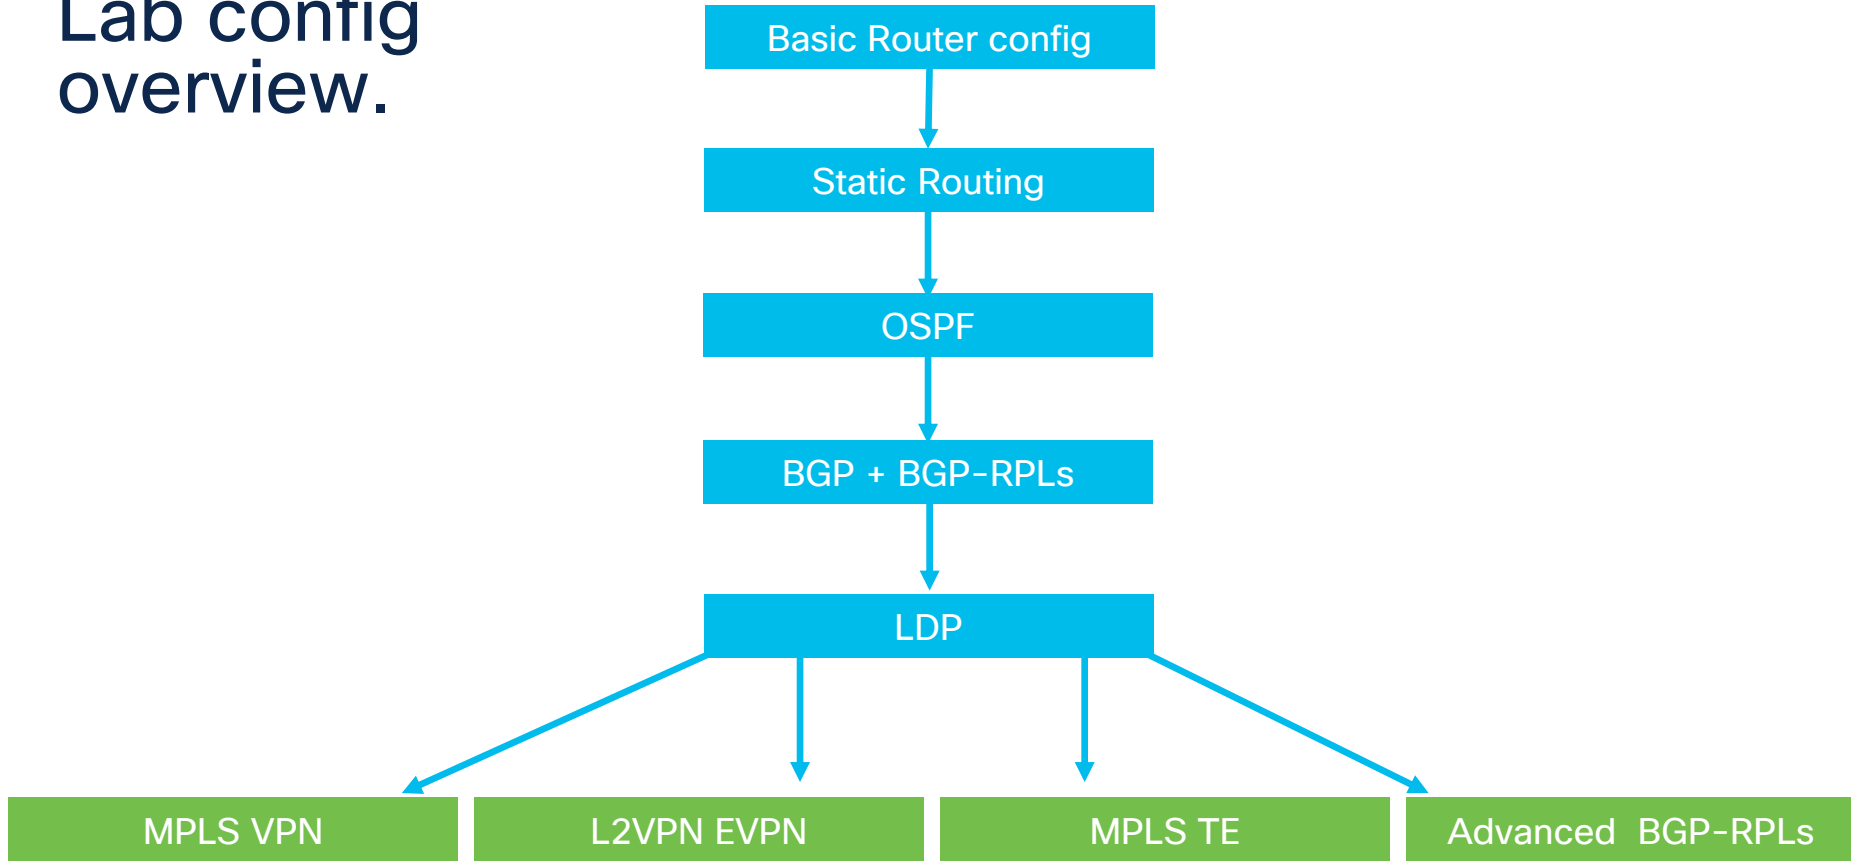 Lab config
overview.
Basic Router config
Static Routing
OSPF
BGP + BGP-RPLs
LDP
MPLS VPN
L2VPN EVPN
MPLS TE
Advanced BGP-RPLs